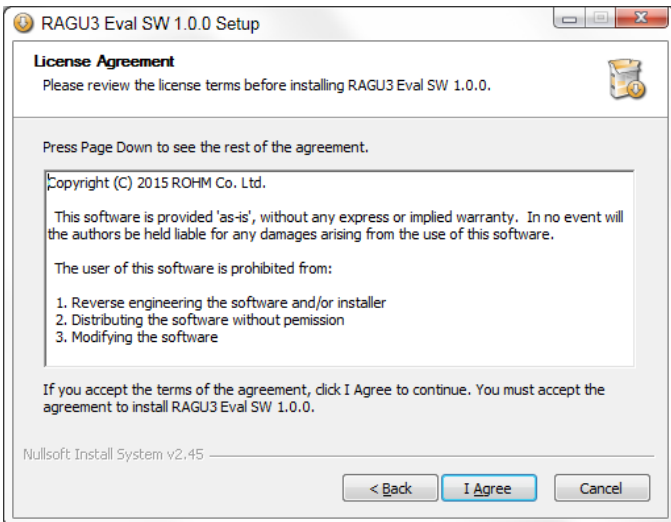 RAGU3 Eval SW 1.0.0 Setup
License Agreement
Please review the license terms before installing RAGU3 Eval SW 1.0.0.
Press Page Down to see the rest of the agreement.
Copyright (C) 2015 ROHM Co. Ltd.
This software is provided 'as-is', without any express or implied warranty.  In no event will
the authors be held liable for any damages arising from the use of this software.
The user of this software is prohibited from:
1. Reverse engineering the software and/or installer
2. Distributing the software without pemission
3. Modifying the software
If you accept the terms of the agreement, click I Agree to continue. You must accept the
agreement to install RAGU3 Eval SW 1.0.0.
Nullsoft Install System v2.45
< Back
I Agree
Cancel